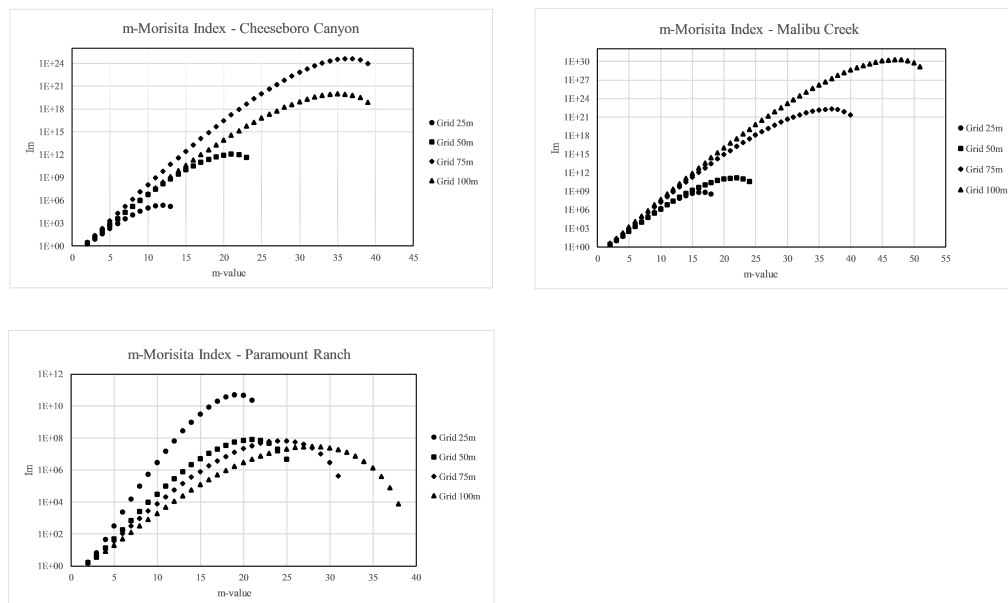 m-Morisita Index - Cheeseboro Canyon
1E+24
1E+21
1E+18
1E+15
1E+12
1E+09
1E+06
1E+03
1E+00
Im
0 5 10 15 20 25 30 35 40 45
m-value
Grid 25m
Grid 50m
Grid 75m
Grid 100m
m-Morisita Index - Malibu Creek
1E+30
1E+27
1E+24
1E+21
1E+18
1E+15
1E+12
1E+09
1E+06
1E+03
1E+00
Im
0 5 10 15 20 25 30 35 40 45 50 55
m-value
Grid 25m
Grid 50m
Grid 75m
Grid 100m
m-Morisita Index - Paramount Ranch
1E+12
1E+10
1E+08
1E+06
1E+04
1E+02
1E+00
Im
0 5 10 15 20 25 30 35 40
m-value
Grid 25m
Grid 50m
Grid 75m
Grid 100m